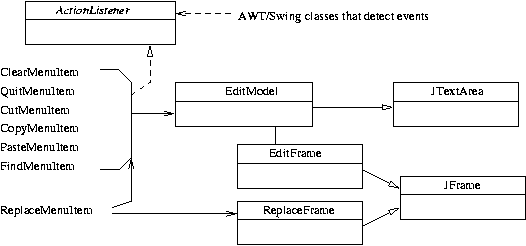 ActionListener
AWT/Swing classes that detect events
ClearMenuItem
QuitMenuItem
CutMenuItem
CopyMenuItem
PasteMenuItem
FindMenuItem
ReplaceMenuItem
EditModel
JTextArea
EditFrame
JFrame
ReplaceFrame